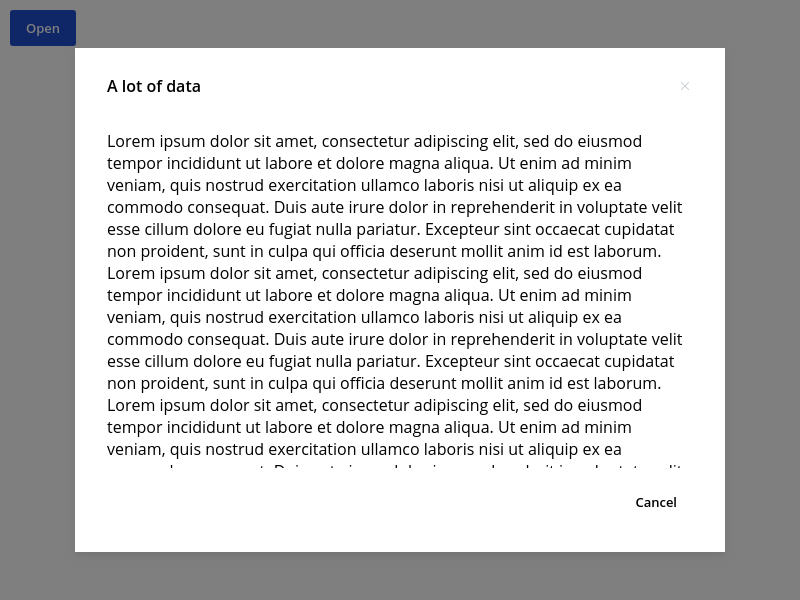 Open
A lot of data
Lorem ipsum dolor sit amet, consectetur adipiscing elit, sed do eiusmod
tempor incididunt ut labore et dolore magna aliqua. Ut enim ad minim
veniam, quis nostrud exercitation ullamco laboris nisi ut aliquip ex ea
commodo consequat. Duis aute irure dolor in reprehenderit in voluptate velit
esse cillum dolore eu fugiat nulla pariatur. Excepteur sint occaecat cupidatat
non proident, sunt in culpa qui officia deserunt mollit anim id est laborum.
Lorem ipsum dolor sit amet, consectetur adipiscing elit, sed do eiusmod
tempor incididunt ut labore et dolore magna aliqua. Ut enim ad minim
veniam, quis nostrud exercitation ullamco laboris nisi ut aliquip ex ea
commodo consequat. Duis aute irure dolor in reprehenderit in voluptate velit
esse cillum dolore eu fugiat nulla pariatur. Excepteur sint occaecat cupidatat
non proident, sunt in culpa qui officia deserunt mollit anim id est laborum.
Lorem ipsum dolor sit amet, consectetur adipiscing elit, sed do eiusmod
tempor incididunt ut labore et dolore magna aliqua. Ut enim ad minim
veniam, quis nostrud exercitation ullamco laboris nisi ut aliquip ex ea
Cancel